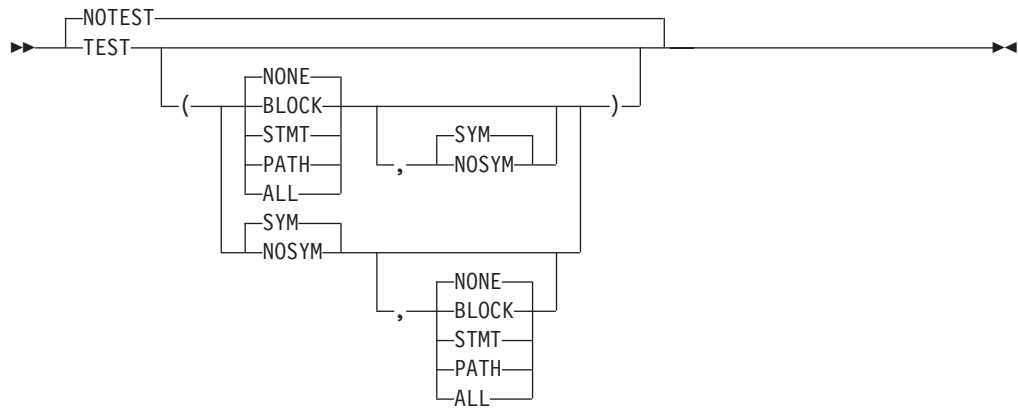 NOTEST
TEST
NONE
( BLOCK )
STMT SYM
PATH , NOSYM
ALL
SYM
NOSYM
NONE
, BLOCK
STMT
PATH
ALL